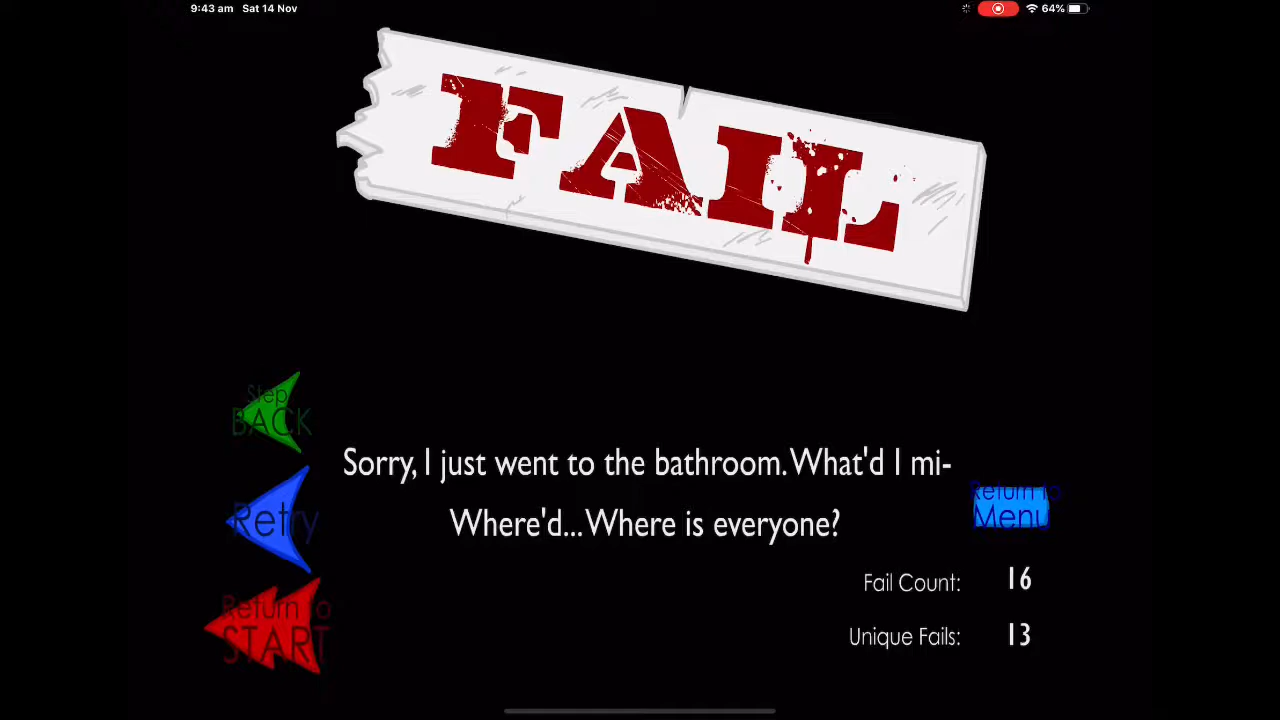 9:43 am Sat 14 Nov
64%
FAIL
Step
BACK
Sorry, I just went to the bathroom. What'd I mi-
Where'd... Where is everyone?
Retry
Return to
Menu
Fail Count: 16
Return To
START
Unique Fails: 13